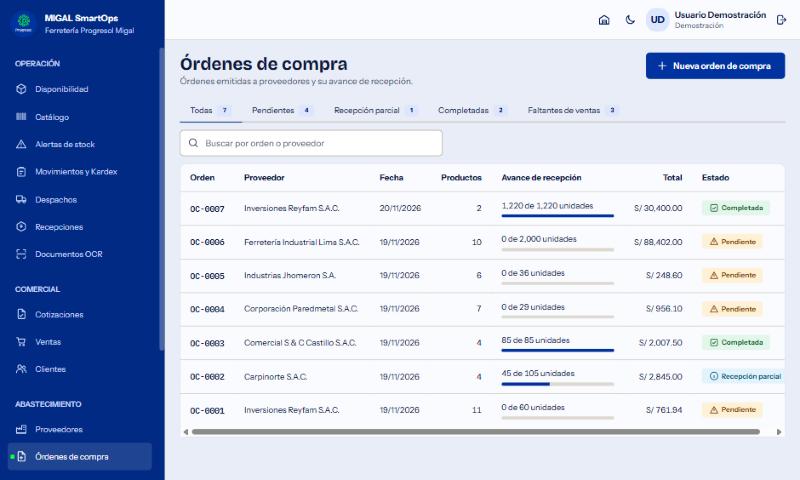 MIGAL SmartOps
Ferretería Progresol Migal
Progresol
OPERACIÓN
Disponibilidad
Catálogo
Alertas de stock
Movimientos y Kardex
Despachos
Recepciones
Documentos OCR
COMERCIAL
Cotizaciones
Ventas
Clientes
ABASTECIMIENTO
Proveedores
Órdenes de compra
UD
Usuario Demostración
Demostración
Órdenes de compra
Órdenes emitidas a proveedores y su avance de recepción.
+ Nueva orden de compra
Todas 7 Pendientes 4 Recepción parcial 1 Completadas 2 Faltantes de ventas 3
Buscar por orden o proveedor
Orden Proveedor Fecha Productos Avance de recepción Total Estado
OC-0007 Inversiones Reyfam S.A.C. 20/11/2026 2 1,220 de 1,220 unidades S/ 30,400.00 Completada
OC-0006 Ferretería Industrial Lima S.A.C. 19/11/2026 10 0 de 2,000 unidades S/ 88,402.00 Pendiente
OC-0005 Industrias Jhomeron S.A. 19/11/2026 6 0 de 36 unidades S/ 248.60 Pendiente
OC-0004 Corporación Paredmetal S.A.C. 19/11/2026 7 0 de 29 unidades S/ 956.10 Pendiente
OC-0003 Comercial S & C Castillo S.A.C. 19/11/2026 4 85 de 85 unidades S/ 2,007.50 Completada
OC-0002 Carpinorte S.A.C. 19/11/2026 4 45 de 105 unidades S/ 2,845.00 Recepción parcial
OC-0001 Inversiones Reyfam S.A.C. 19/11/2026 11 0 de 60 unidades S/ 761.94 Pendiente